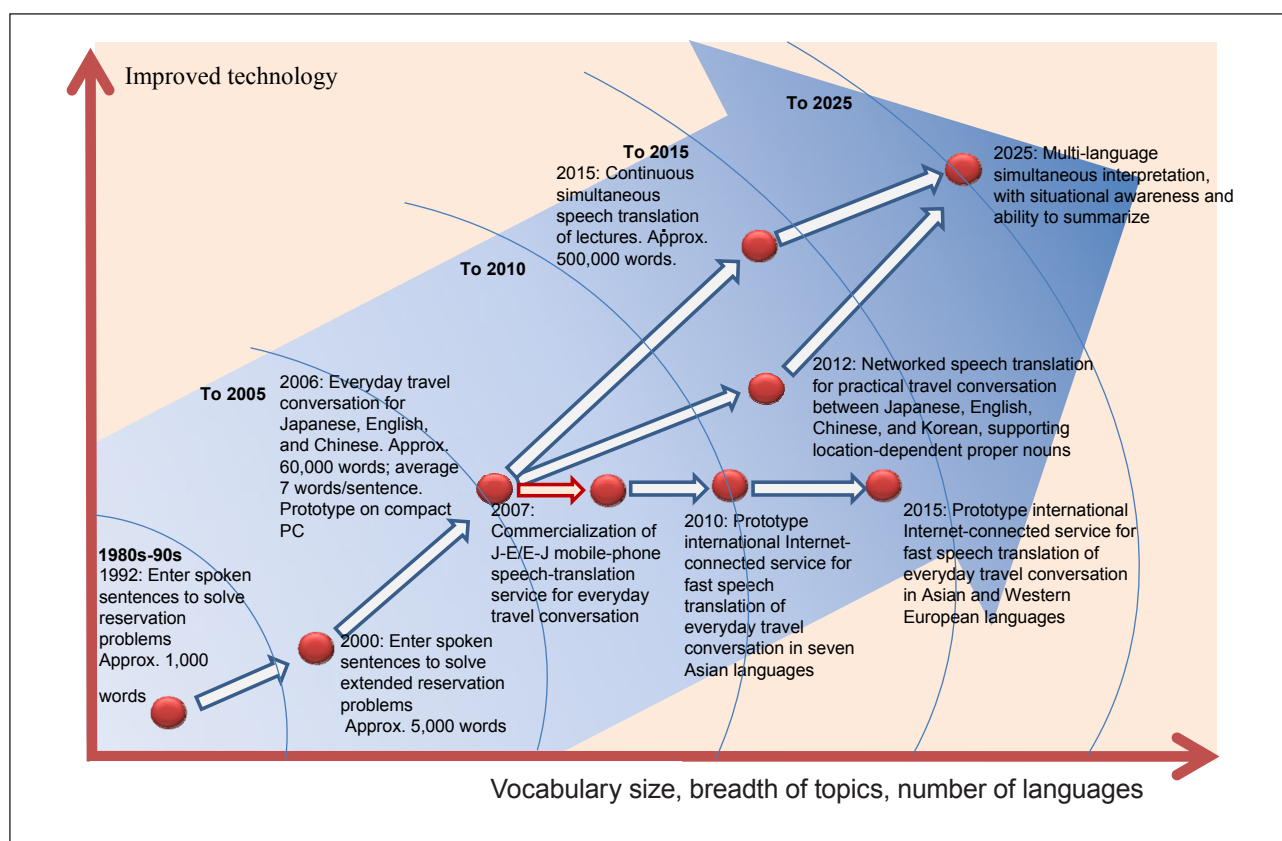 Improved technology
To 2025
To 2015
2015: Continuous
simultaneous
speech translation
of lectures. Approx.
500,000 words.
2025: Multi-language
simultaneous interpretation,
with situational awareness and
ability to summarize
To 2010
To 2005
2006: Everyday travel
conversation for
Japanese, English,
and Chinese. Approx.
60,000 words; average
7 words/sentence.
Prototype on compact
PC
2012: Networked speech translation
for practical travel conversation
between Japanese, English,
Chinese, and Korean, supporting
location-dependent proper nouns
1980s-90s
1992: Enter spoken
sentences to solve
reservation
problems
Approx. 1,000
words
2000: Enter spoken
sentences to solve
extended reservation
problems
Approx. 5,000 words
2007:
Commercialization of
J-E/E-J mobile-phone
speech-translation
service for everyday
travel conversation
2010: Prototype
international Internet-
connected service for
fast speech
translation of
everyday travel
conversation in seven
Asian languages
2015: Prototype international
Internet-connected service for
fast speech translation of
everyday travel conversation
in Asian and Western
European languages
Vocabulary size, breadth of topics, number of languages